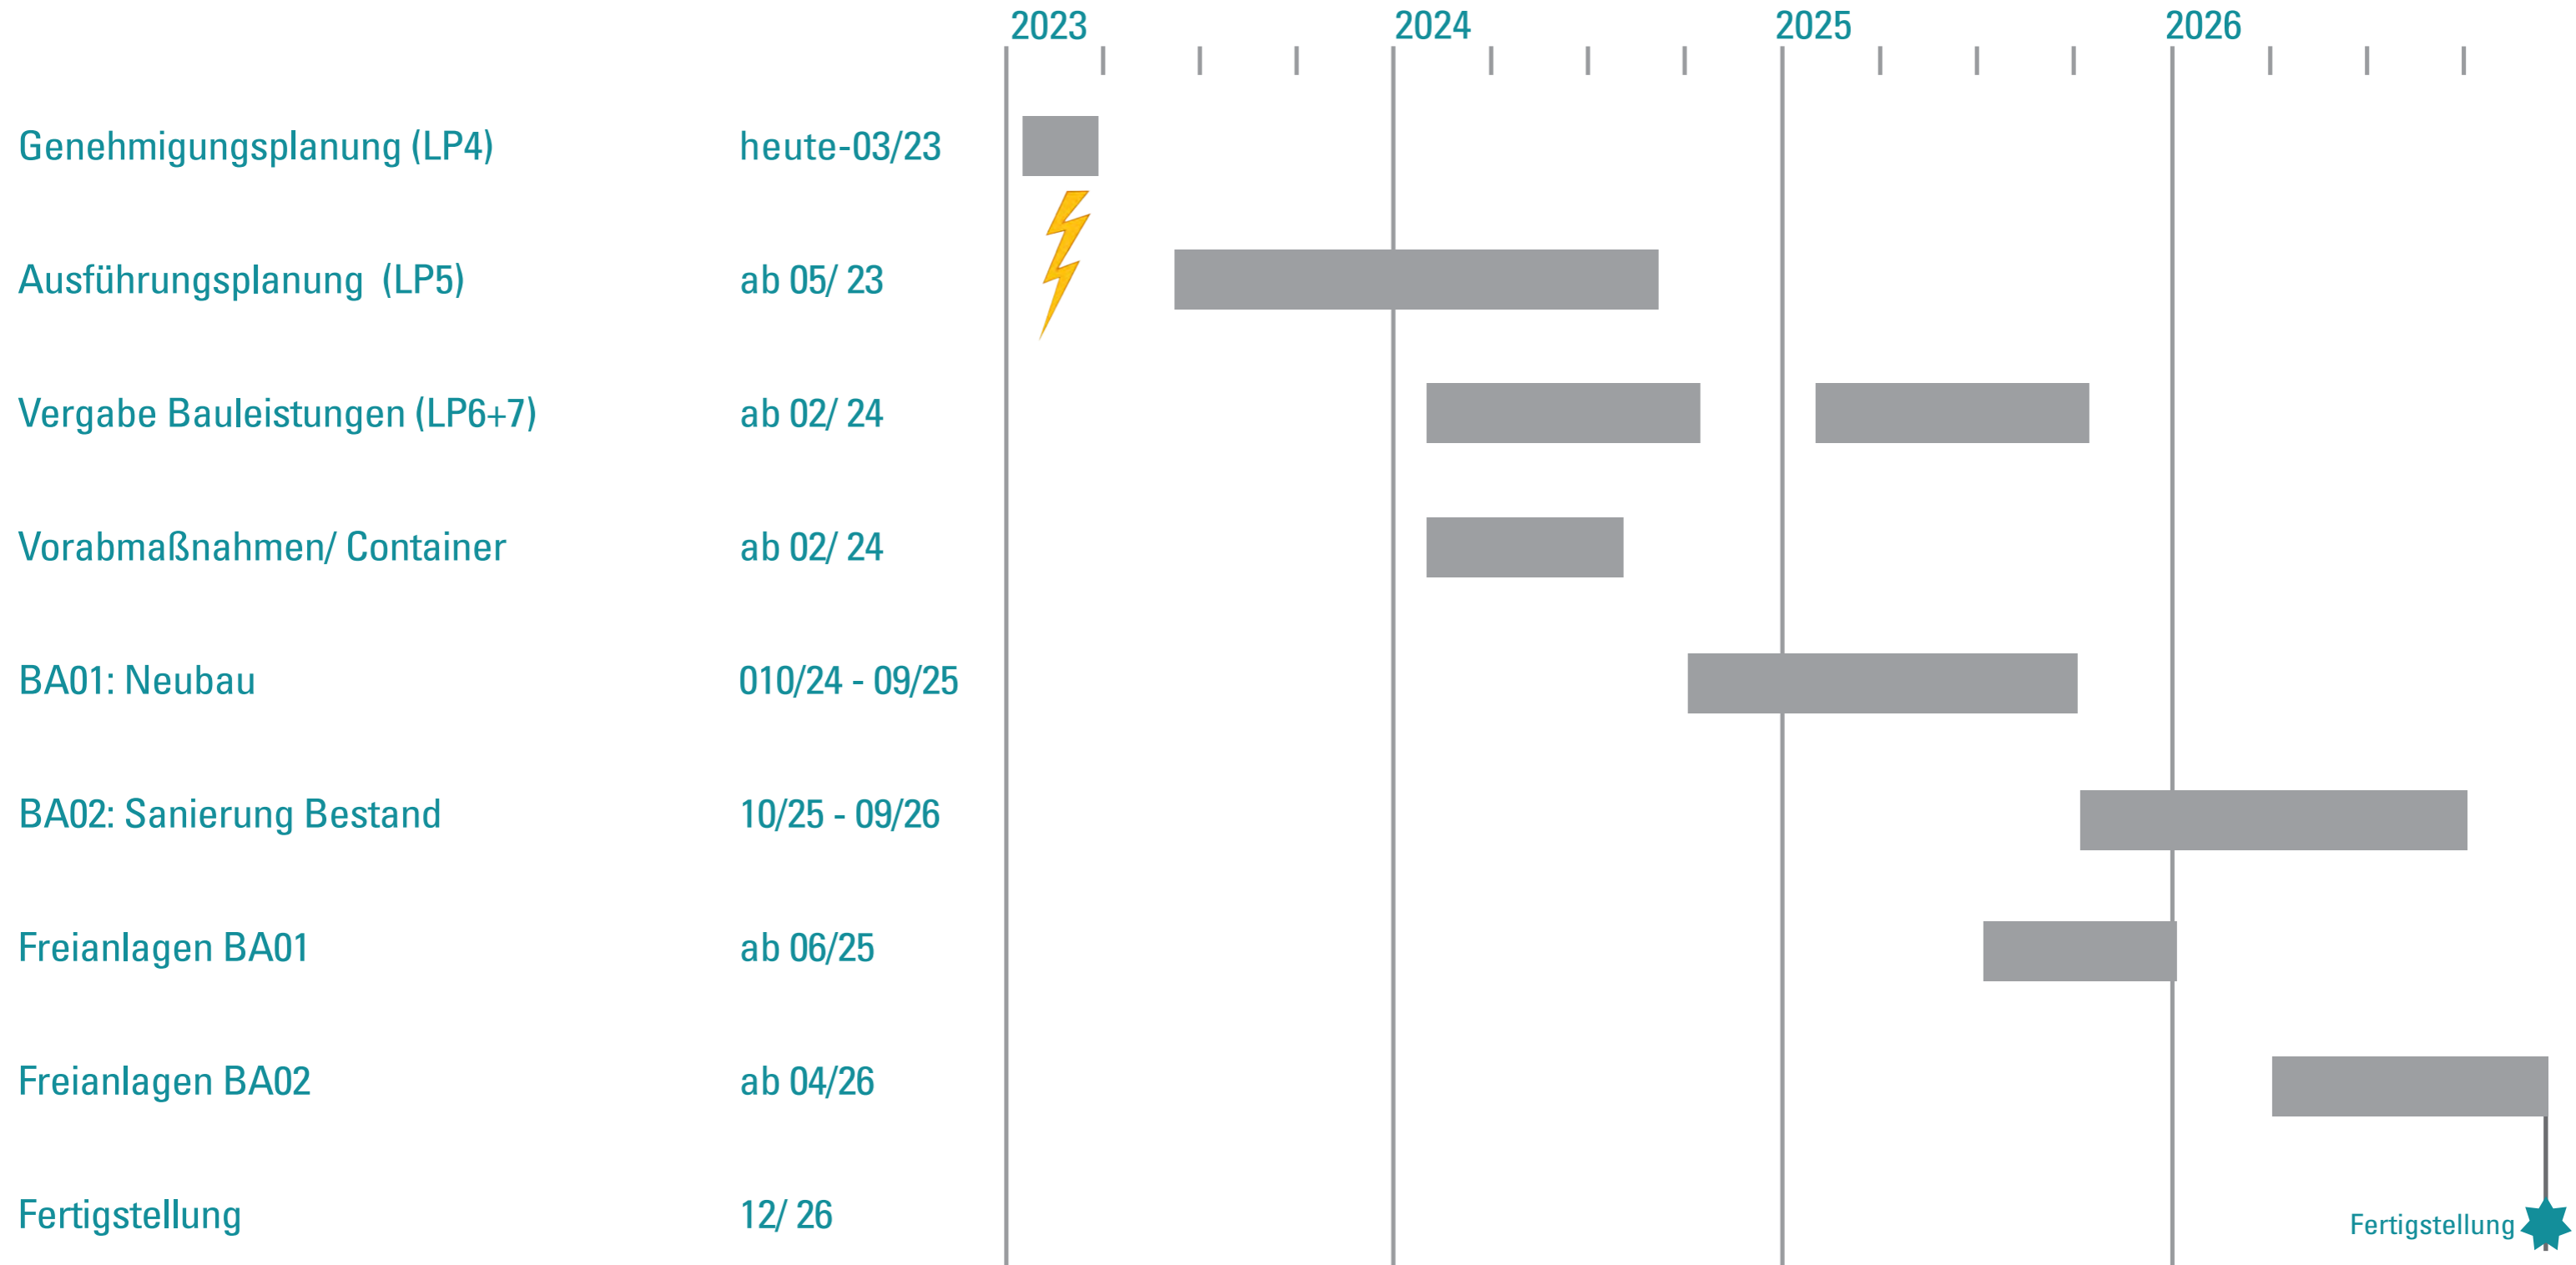 2023 2024 2025 2026
Genehmigungsplanung (LP4) heute-03/23
Ausführungsplanung (LP5) ab 05/ 23
Vergabe Bauleistungen (LP6+7) ab 02/ 24
Vorabmaßnahmen/ Container ab 02/ 24
BA01: Neubau 010/24 - 09/25
BA02: Sanierung Bestand 10/25 - 09/26
Freianlagen BA01 ab 06/25
Freianlagen BA02 ab 04/26
Fertigstellung 12/ 26 Fertigstellung